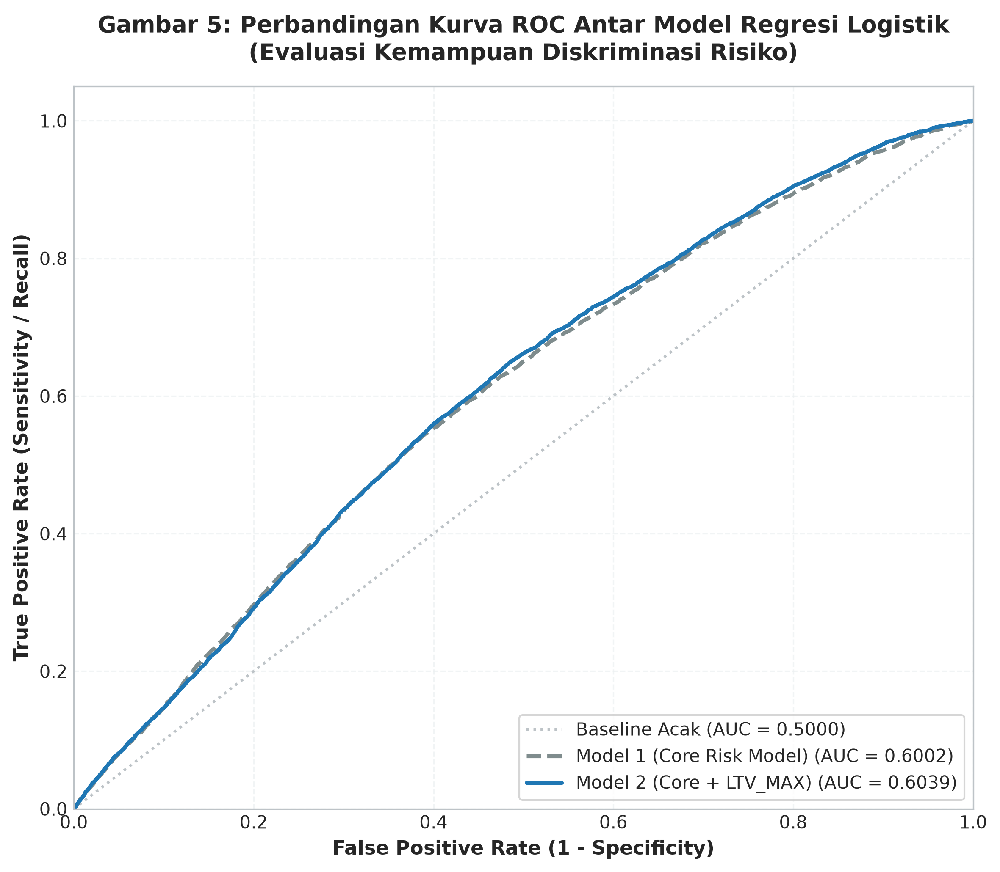 Gambar 5: Perbandingan Kurva ROC Antar Model Regresi Logistik
(Evaluasi Kemampuan Diskriminasi Risiko)
True Positive Rate (Sensitivity / Recall)
1.0
0.8
0.6
0.4
0.2
0.0
0.0
0.2
0.4
0.6
0.8
1.0
False Positive Rate (1 - Specificity)
Baseline Acak (AUC = 0.5000)
Model 1 (Core Risk Model) (AUC = 0.6002)
Model 2 (Core + LTV_MAX) (AUC = 0.6039)